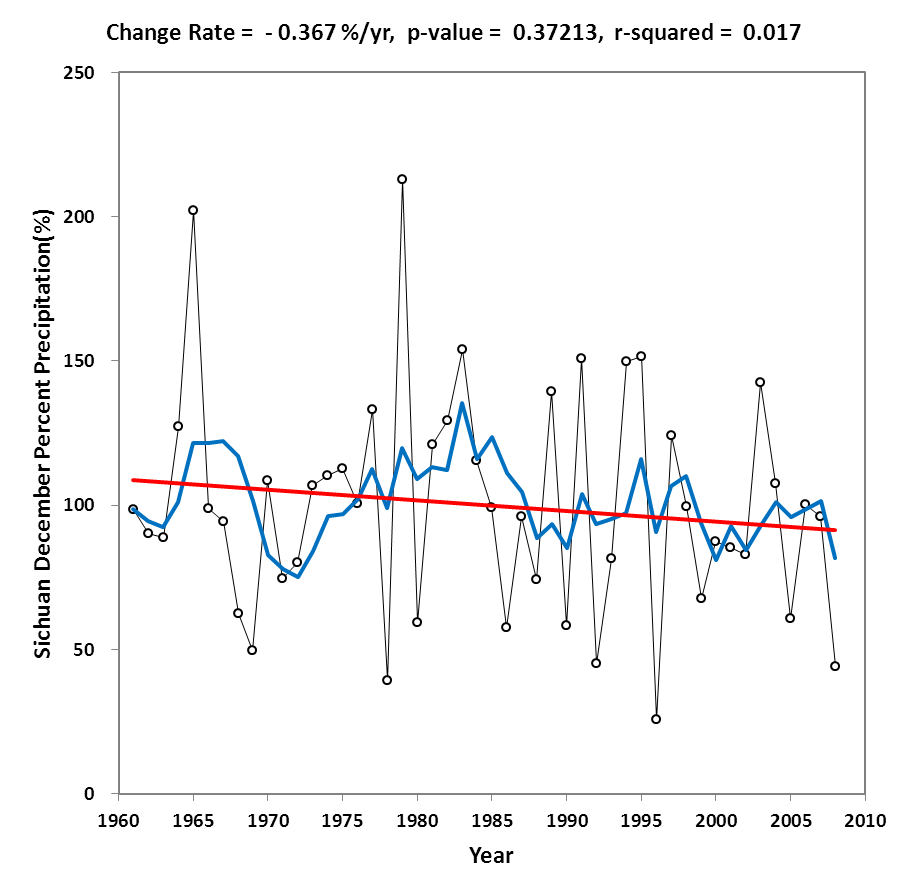 Change Rate = - 0.367 %/yr, p-value = 0.37213, r-squared = 0.017
Sichuan December Percent Precipitation(%)
250
200
150
100
50
0
1960 1965 1970 1975 1980 1985 1990 1995 2000 2005 2010
Year